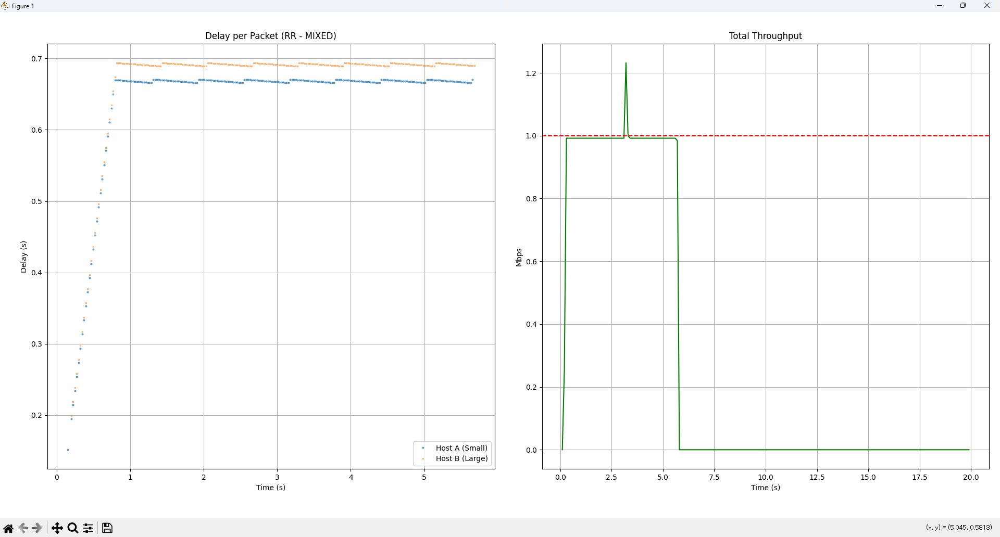 Figure 1
Delay per Packet (RR - MIXED)
0.7
0.6
0.5
0.4
0.3
0.2
Delay (s)
0 1 2 3 4 5
Time (s)
Host A (Small)
Host B (Large)
Total Throughput
1.2
1.0
0.8
0.6
0.4
0.2
0.0
Mbps
0.0 2.5 5.0 7.5 10.0 12.5 15.0 17.5 20.0
Time (s)
(x, y) = (5.045, 0.5813)